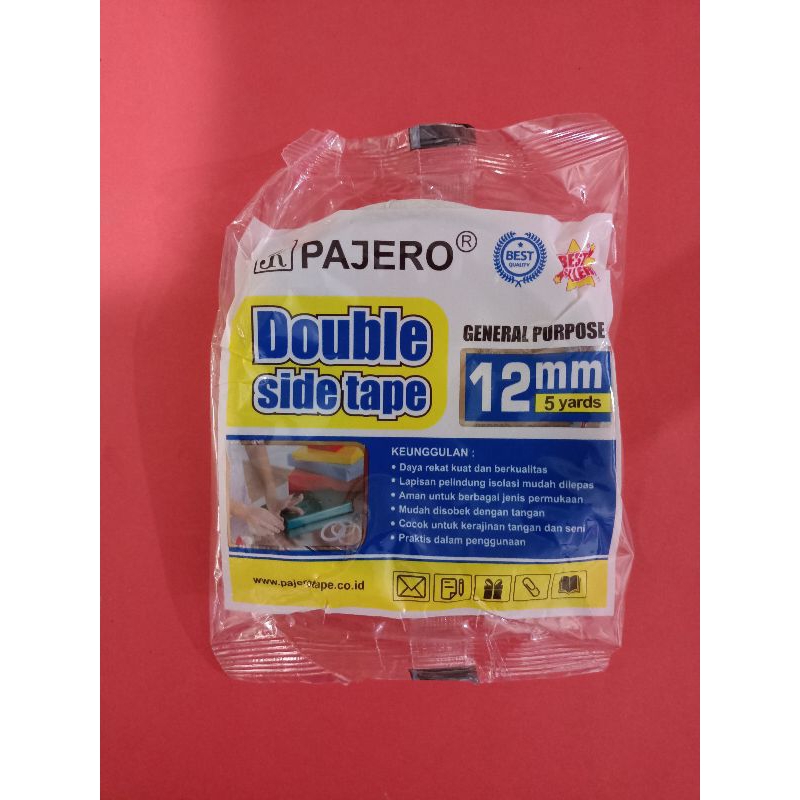 PAJERO®
BEST
QUALITY
BEST
SELLER
Double
side tape
GENERAL PURPOSE
12mm
5 yards
KEUNGGULAN :
• Daya rekat kuat dan berkualitas
• Lapisan pelindung isolasi mudah dilepas
• Aman untuk berbagai jenis permukaan
• Mudah disobek dengan tangan
• Cocok untuk kerajinan tangan dan seni
• Praktis dalam penggunaan
www.pajerotape.co.id